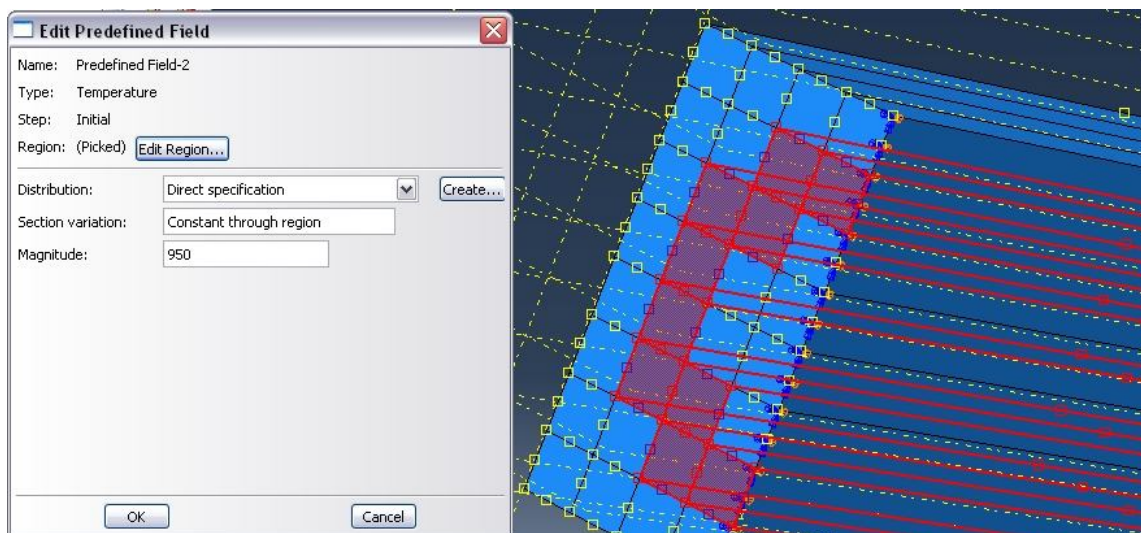 Edit Predefined Field
Name: Predefined Field-2
Type: Temperature
Step: Initial
Region: (Picked) Edit Region...
Distribution: Direct specification Create...
Section variation: Constant through region
Magnitude: 950
OK Cancel